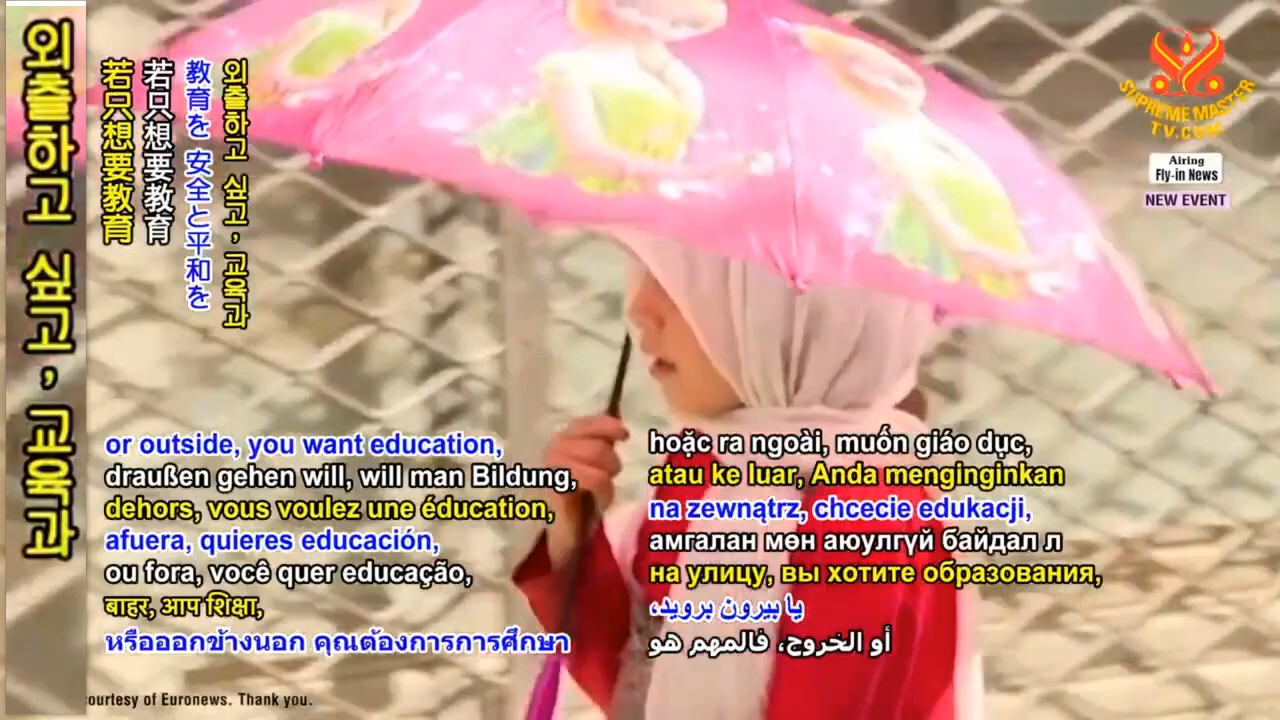 외출하고 싶고, 교육과
외출하고 싶고, 교육과
教育を 安全と平和を
若只想要教育
若只想要教育
or outside, you want education,
draußen gehen will, will man Bildung,
dehors, vous voulez une éducation,
afuera, quieres educación,
ou fora, você quer educação,
बाहर, आप शिक्षा,
หรือออกข้างนอก คุณต้องการการศึกษา
hoặc ra ngoài, muốn giáo dục,
atau ke luar, Anda menginginkan
na zewnątrz, chcecie edukacji,
амгалан мөн аюулгүй байдал л
на улицу, вы хотите образования,
یا بیرون بروید،
أو الخروج، فالمهم هو
SUPREME MASTER
TV.COM
Airing
Fly-in News
NEW EVENT
courtesy of Euronews. Thank you.